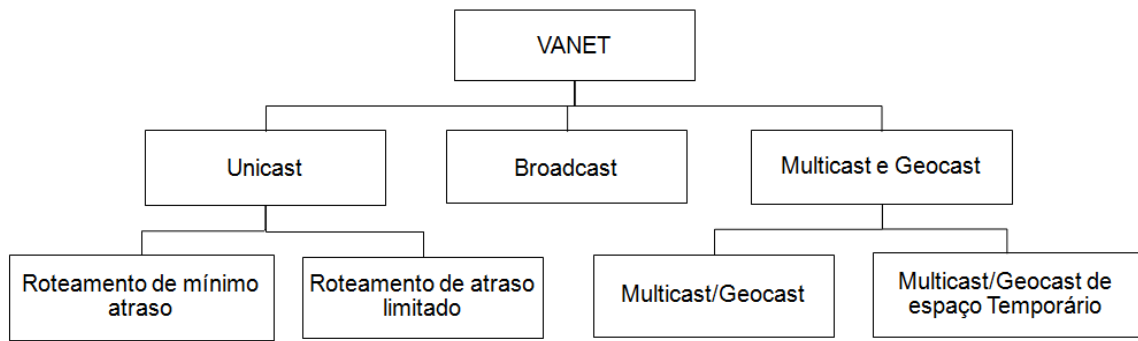 VANET
Unicast
Broadcast
Multicast e Geocast
Roteamento de mínimo
atraso
Roteamento de atraso
limitado
Multicast/Geocast
Multicast/Geocast de
espaço Temporário